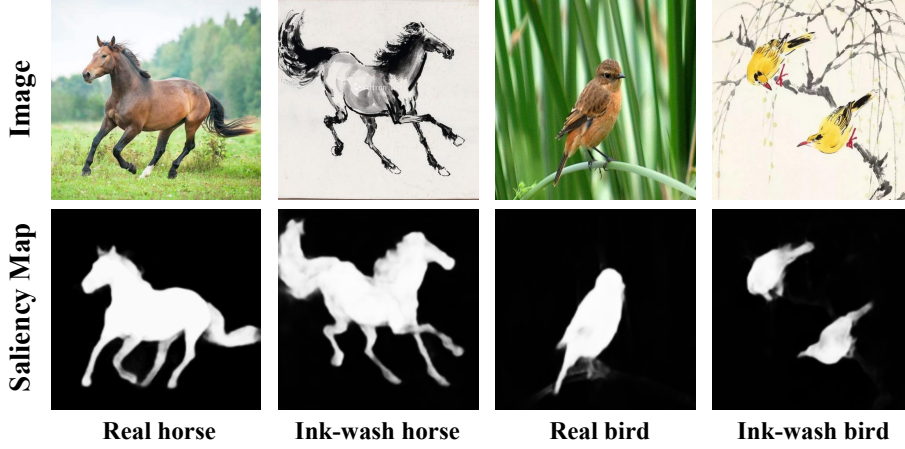 Image
Saliency Map
Real horse
Ink-wash horse
Real bird
Ink-wash bird